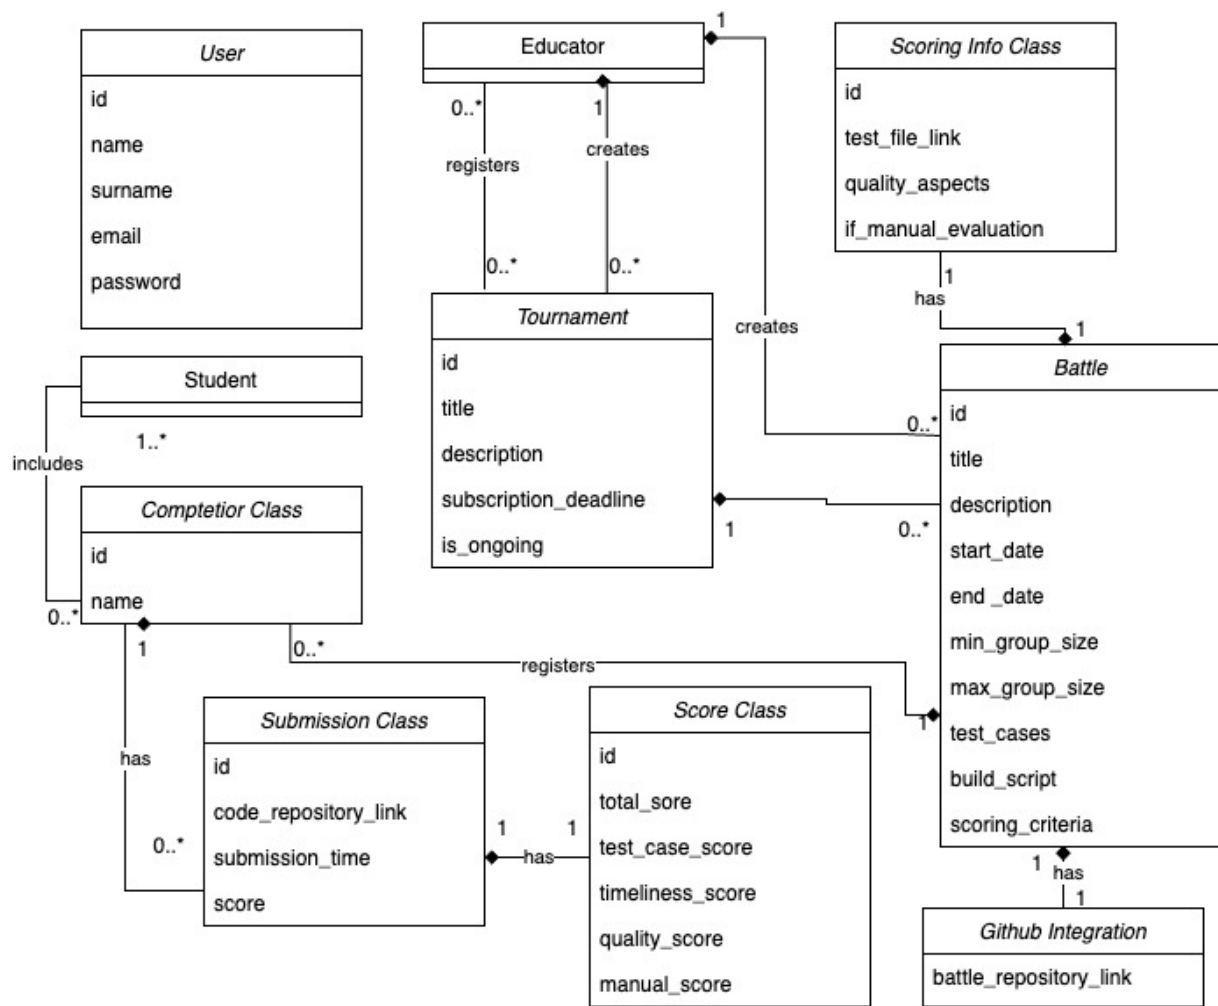 User
id
name
surname
email
password
Educator
1
0..*
1
registers
creates
0..*
0..*
Scoring Info Class
id
test_file_link
quality_aspects
if_manual_evaluation
1
has
1
creates
0..*
Tournament
id
title
description
subscription_deadline
is_ongoing
1
0..*
Battle
id
title
description
start_date
end _date
min_group_size
max_group_size
test_cases
build_script
scoring_criteria
Student
1..*
includes
0..*
Comptetior Class
id
name
1
0..*
registers
1
has
0..*
Submission Class
id
code_repository_link
submission_time
score
1
has
1
Score Class
id
total_sore
test_case_score
timeliness_score
quality_score
manual_score
1
has
1
Github Integration
battle_repository_link